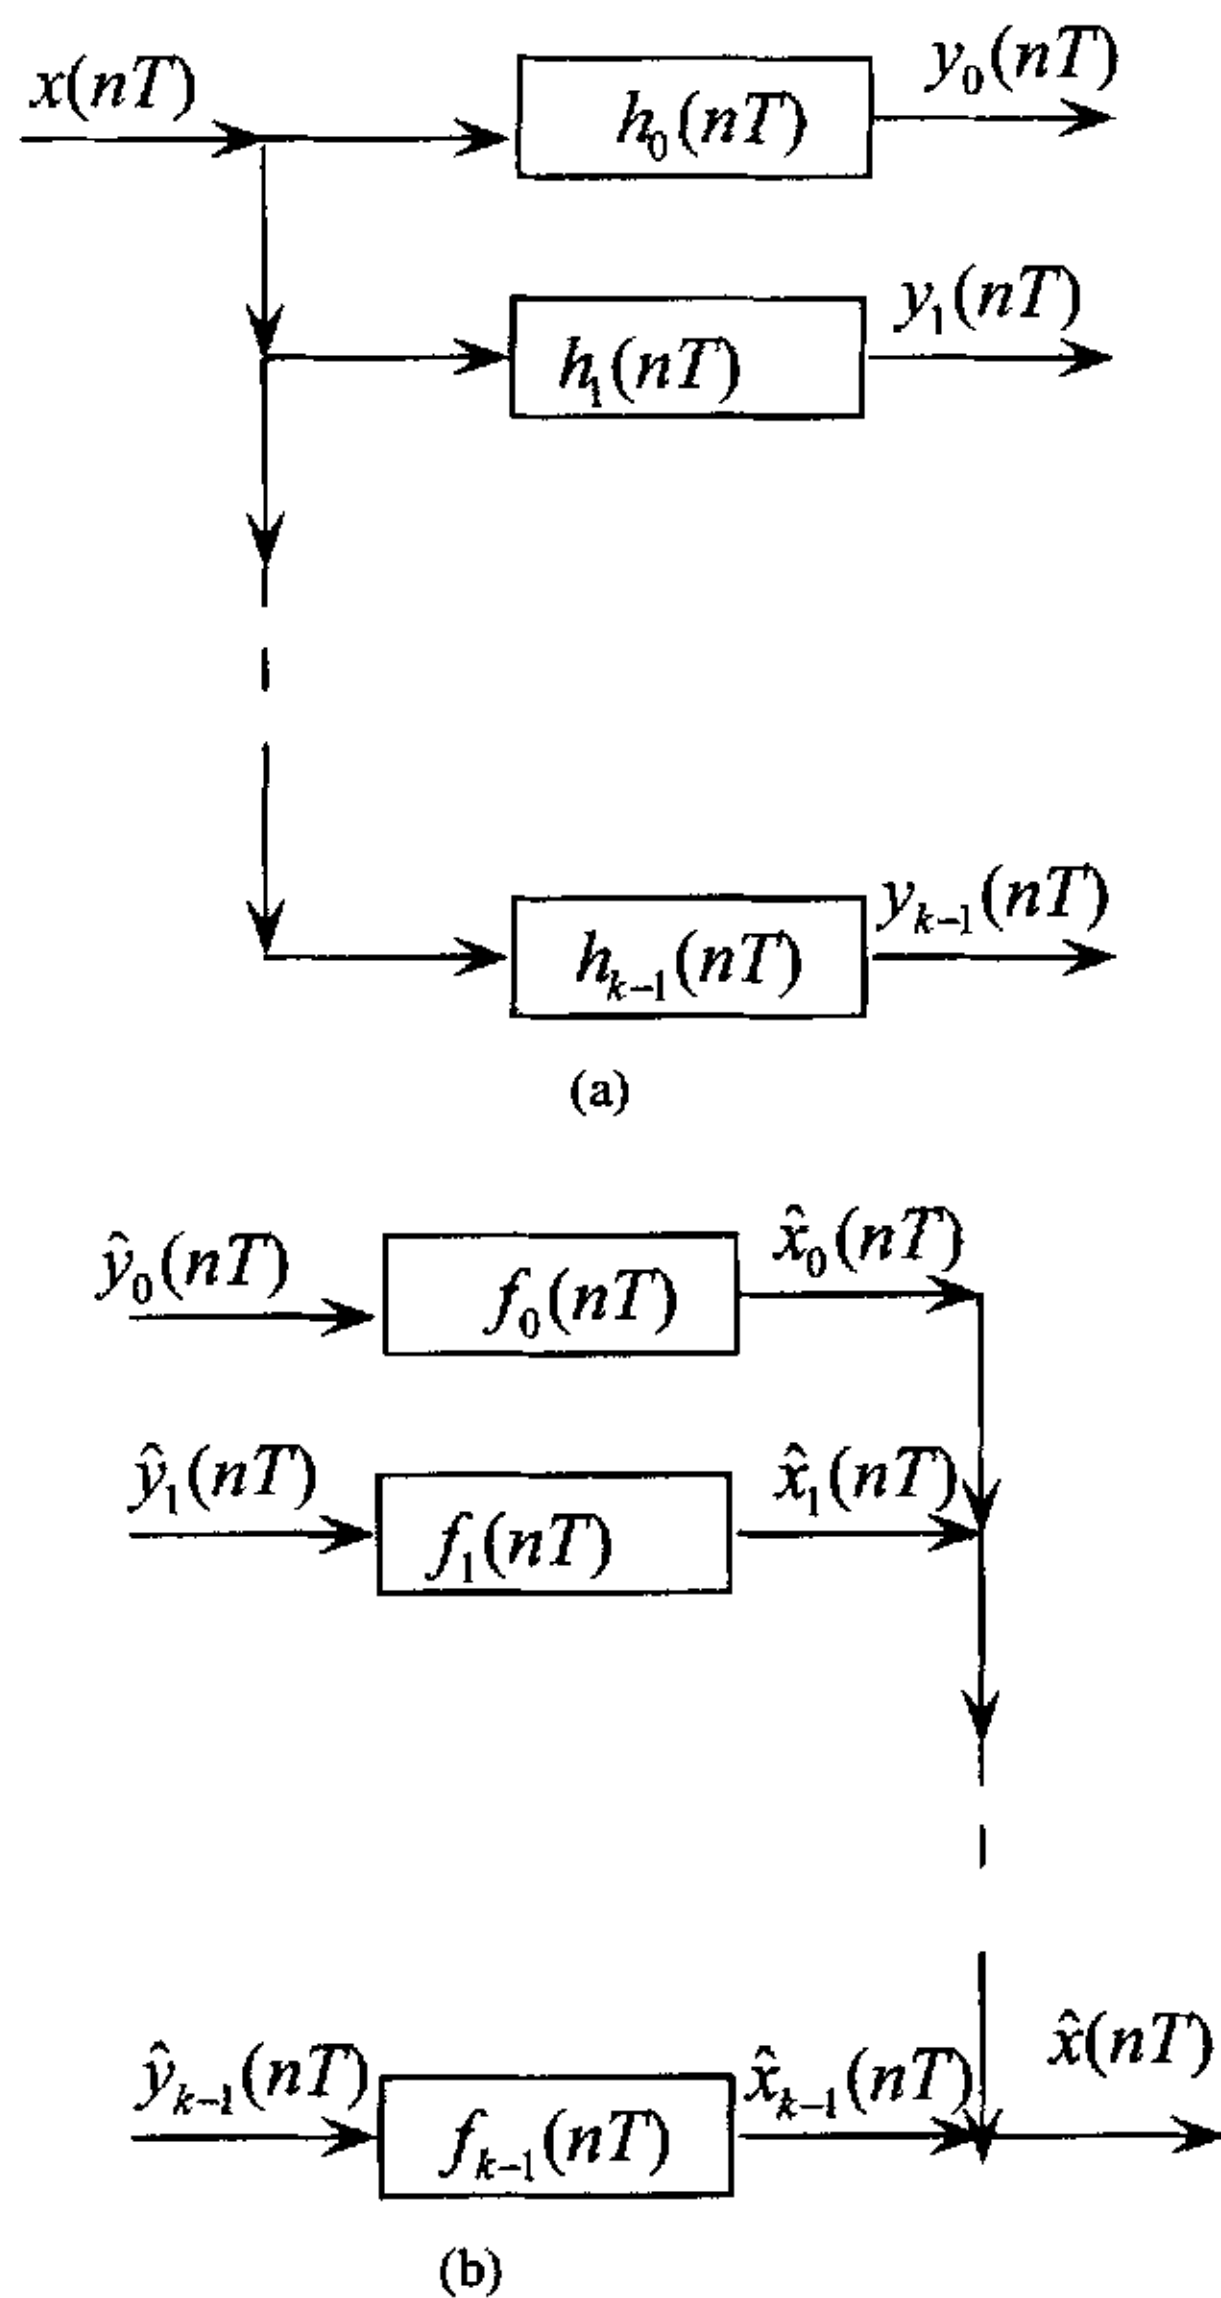 x(nT)
h₀(nT)
y₀(nT)
h₁(nT)
y₁(nT)
hₖ₋₁(nT)
yₖ₋₁(nT)
(a)
ŷ₀(nT)
f₀(nT)
x̂₀(nT)
ŷ₁(nT)
f₁(nT)
x̂₁(nT)
ŷₖ₋₁(nT)
fₖ₋₁(nT)
x̂ₖ₋₁(nT)
x̂(nT)
(b)